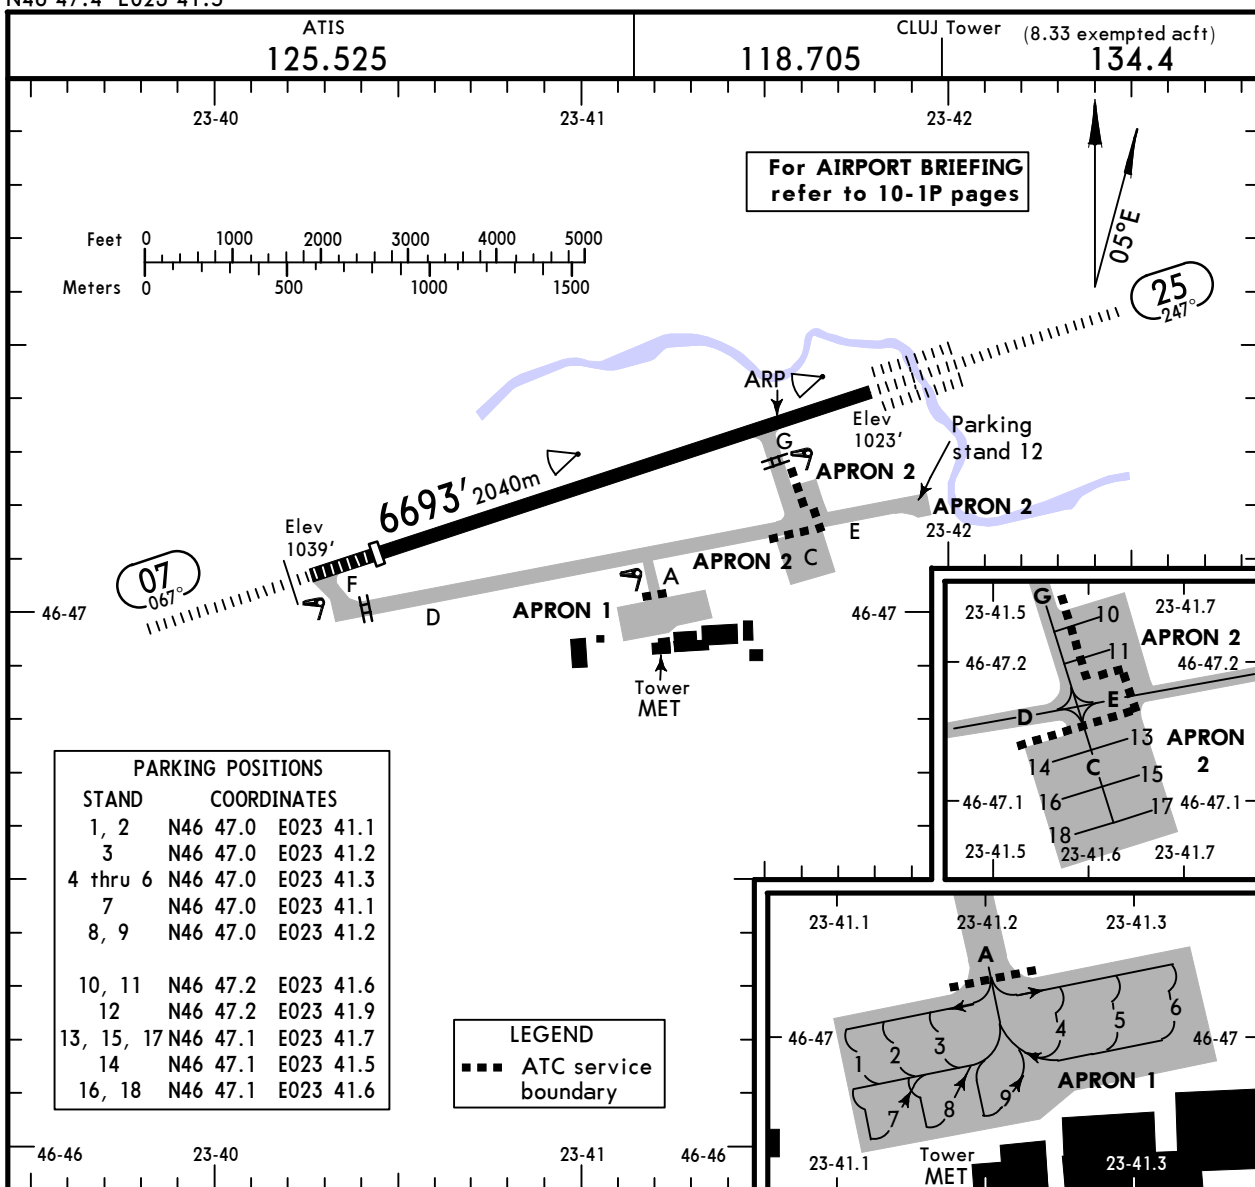 N46 47.4 E023 41.5
ATIS
125.525
CLUJ Tower
118.705
(8.33 exempted acft)
134.4
23-40
23-41
23-42
For AIRPORT BRIEFING
refer to 10-1P pages
05°E
Feet 0 1000 2000 3000 4000 5000
Meters 0 500 1000 1500
25
247°
ARP
Elev
1023'
Parking
stand 12
G
APRON 2
6693' 2040m
APRON 2
23-42
E
Elev
1039'
07
067°
F
APRON 2
C
A
46-47
D
APRON 1
Tower
MET
23-41.5
23-41.7
G
10
APRON 2
11
46-47.2
46-47.2
E
D
13
APRON
2
14
C
15
46-47.1
16
17
46-47.1
18
23-41.5
23-41.6
23-41.7
PARKING POSITIONS
STAND COORDINATES
1, 2 N46 47.0 E023 41.1
3 N46 47.0 E023 41.2
4 thru 6 N46 47.0 E023 41.3
7 N46 47.0 E023 41.1
8, 9 N46 47.0 E023 41.2
10, 11 N46 47.2 E023 41.6
12 N46 47.2 E023 41.9
13, 15, 17 N46 47.1 E023 41.7
14 N46 47.1 E023 41.5
16, 18 N46 47.1 E023 41.6
LEGEND
ATC service
boundary
23-41.1
23-41.2
23-41.3
A
6
5
4
46-47
46-47
3
2
1
APRON 1
9
8
7
Tower
MET
23-41.1
23-41.3
46-46
23-40
23-41
46-46